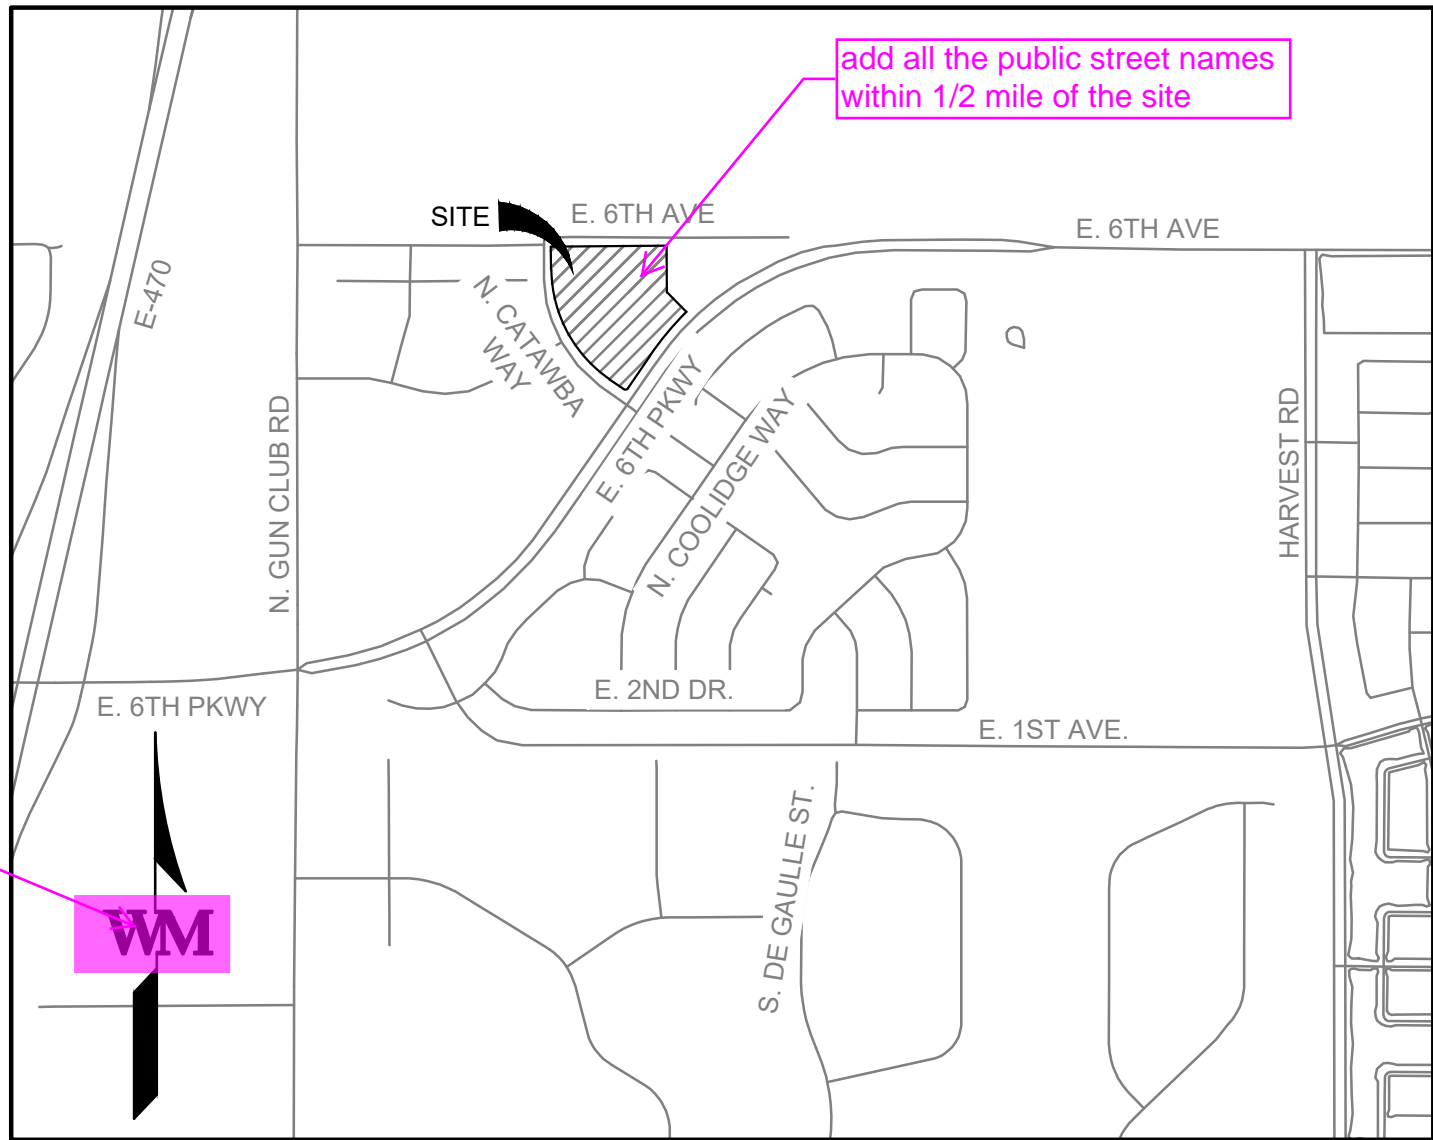 add all the public street names
within 1/2 mile of the site
SITE
E. 6TH AVE
E. 6TH AVE
E-470
N. CATAWBA
WAY
N. GUN CLUB RD
E. 6TH PKWY
N. COOLIDGE WAY
HARVEST RD
E. 2ND DR.
E. 6TH PKWY
E. 1ST AVE.
S. DE GAULLE ST.
WM